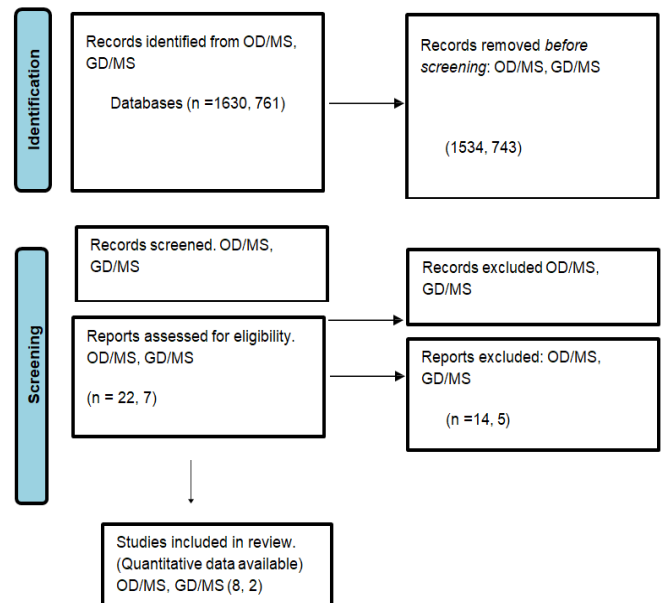 Identification
Records identified from OD/MS,
GD/MS
Databases (n =1630, 761)
Records removed before
screening: OD/MS, GD/MS
(1534, 743)
Screening
Records screened. OD/MS,
GD/MS
Records excluded OD/MS,
GD/MS
Reports assessed for eligibility.
OD/MS, GD/MS
(n = 22, 7)
Reports excluded: OD/MS,
GD/MS
(n =14, 5)
Studies included in review.
(Quantitative data available)
OD/MS, GD/MS (8, 2)